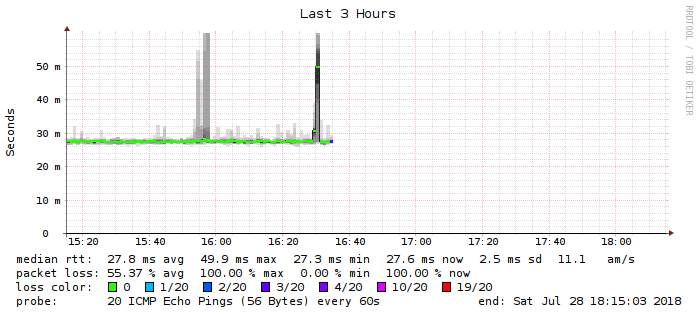 Last 3 Hours
RRDTOOL / TOBI OETIKER
Seconds
50 m
40 m
30 m
20 m
10 m
0
15:20 15:40 16:00 16:20 16:40 17:00 17:20 17:40 18:00
median rtt: 27.8 ms avg 49.9 ms max 27.3 ms min 27.6 ms now 2.5 ms sd 11.1 am/s
packet loss: 55.37 % avg 100.00 % max 0.00 % min 100.00 % now
loss color: 0 1/20 2/20 3/20 4/20 10/20 19/20
probe: 20 ICMP Echo Pings (56 Bytes) every 60s end: Sat Jul 28 18:15:03 2018